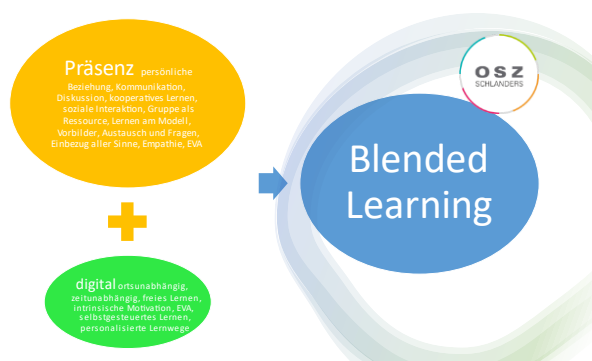 Präsenz persönliche
Beziehung, Kommunikation,
Diskussion, kooperatives Lernen,
soziale Interaktion, Gruppe als
Ressource, Lernen am Modell,
Vorbilder, Austausch und Fragen,
Einbezug aller Sinne, Empathie, EVA
digital ortsunabhängig,
zeitunabhängig, freies Lernen,
intrinsische Motivation, EVA,
selbstgesteuertes Lernen,
personalisierte Lernwege
OSZ
SCHLANDERS
Blended
Learning